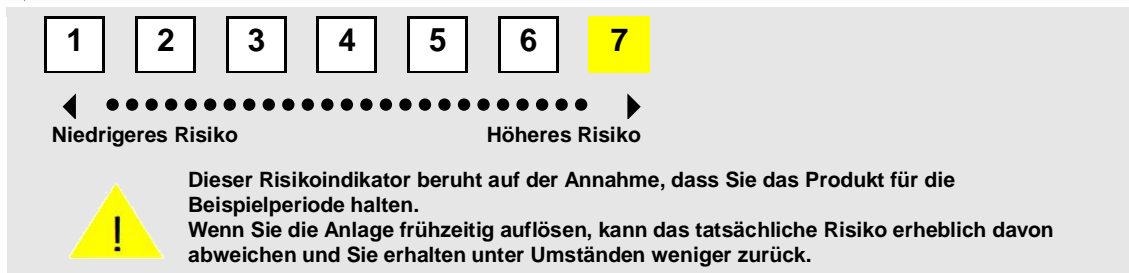 1 2 3 4 5 6 7
Niedrigeres Risiko Höheres Risiko
Dieser Risikoindikator beruht auf der Annahme, dass Sie das Produkt für die
Beispielperiode halten.
Wenn Sie die Anlage frühzeitig auflösen, kann das tatsächliche Risiko erheblich davon
abweichen und Sie erhalten unter Umständen weniger zurück.
!